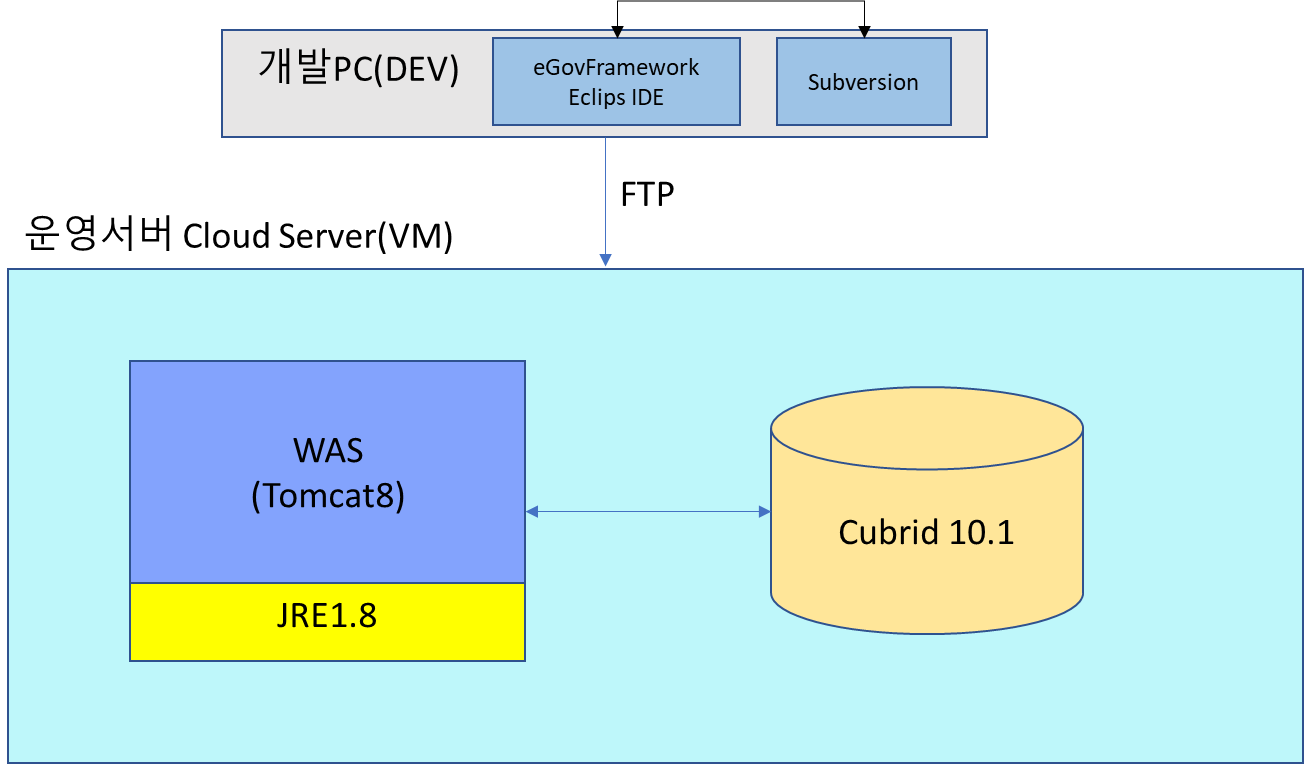 개발PC(DEV)
eGovFramework
Eclips IDE
Subversion
FTP
운영서버 Cloud Server(VM)
WAS
(Tomcat8)
JRE1.8
Cubrid 10.1